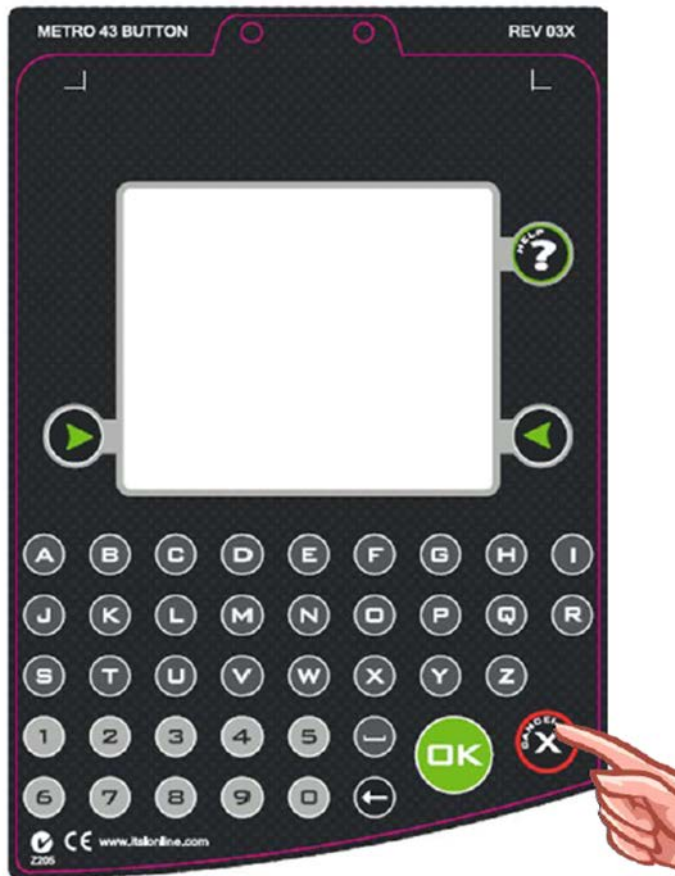 METRO 43 BUTTON REV 03X
HELP
?
A B C D E F G H I
J K L M N O P Q R
S T U V W X Y Z
1 2 3 4 5
OK
CANCEL
X
6 7 8 9 0
CE www.itsionline.com
Z205